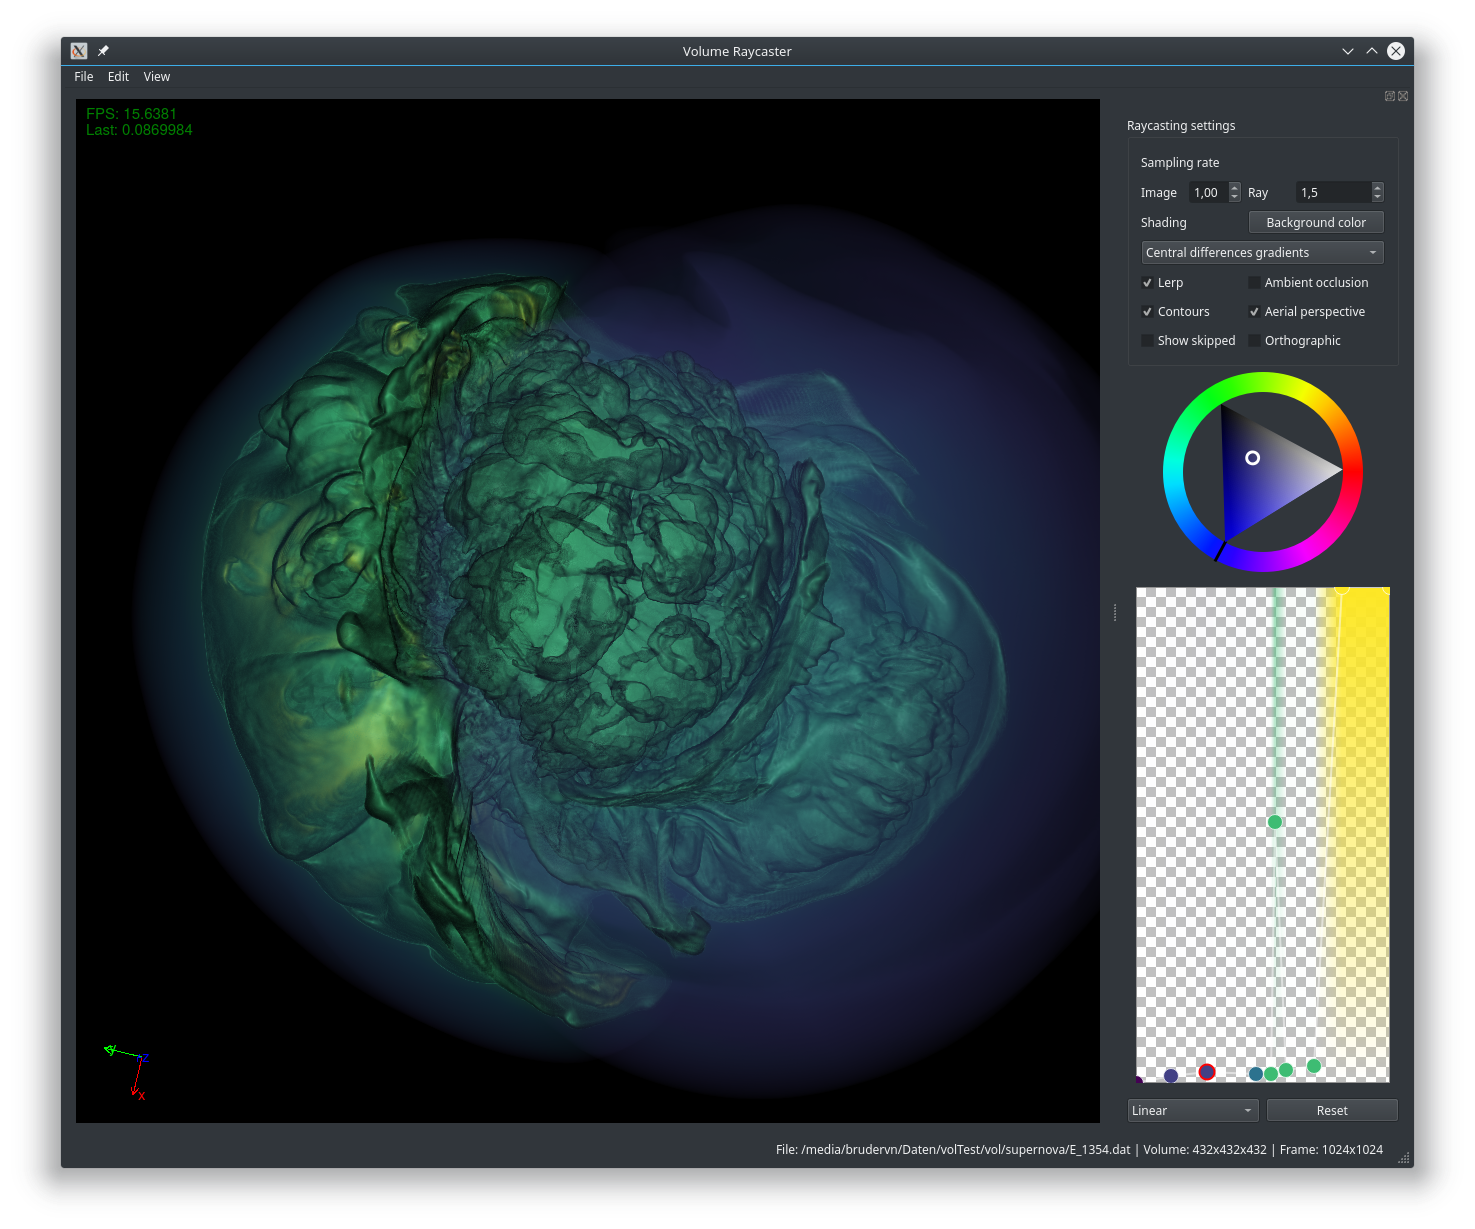 Volume Raycaster
File Edit View
FPS: 15.6381
Last: 0.0869984
Raycasting settings
Sampling rate
Image 1,00 Ray 1,5
Shading Background color
Central differences gradients
Lerp Ambient occlusion
Contours Aerial perspective
Show skipped Orthographic
y Z
X
Linear Reset
File: /media/brudervn/Daten/volTest/vol/supernova/E_1354.dat | Volume: 432x432x432 | Frame: 1024x1024